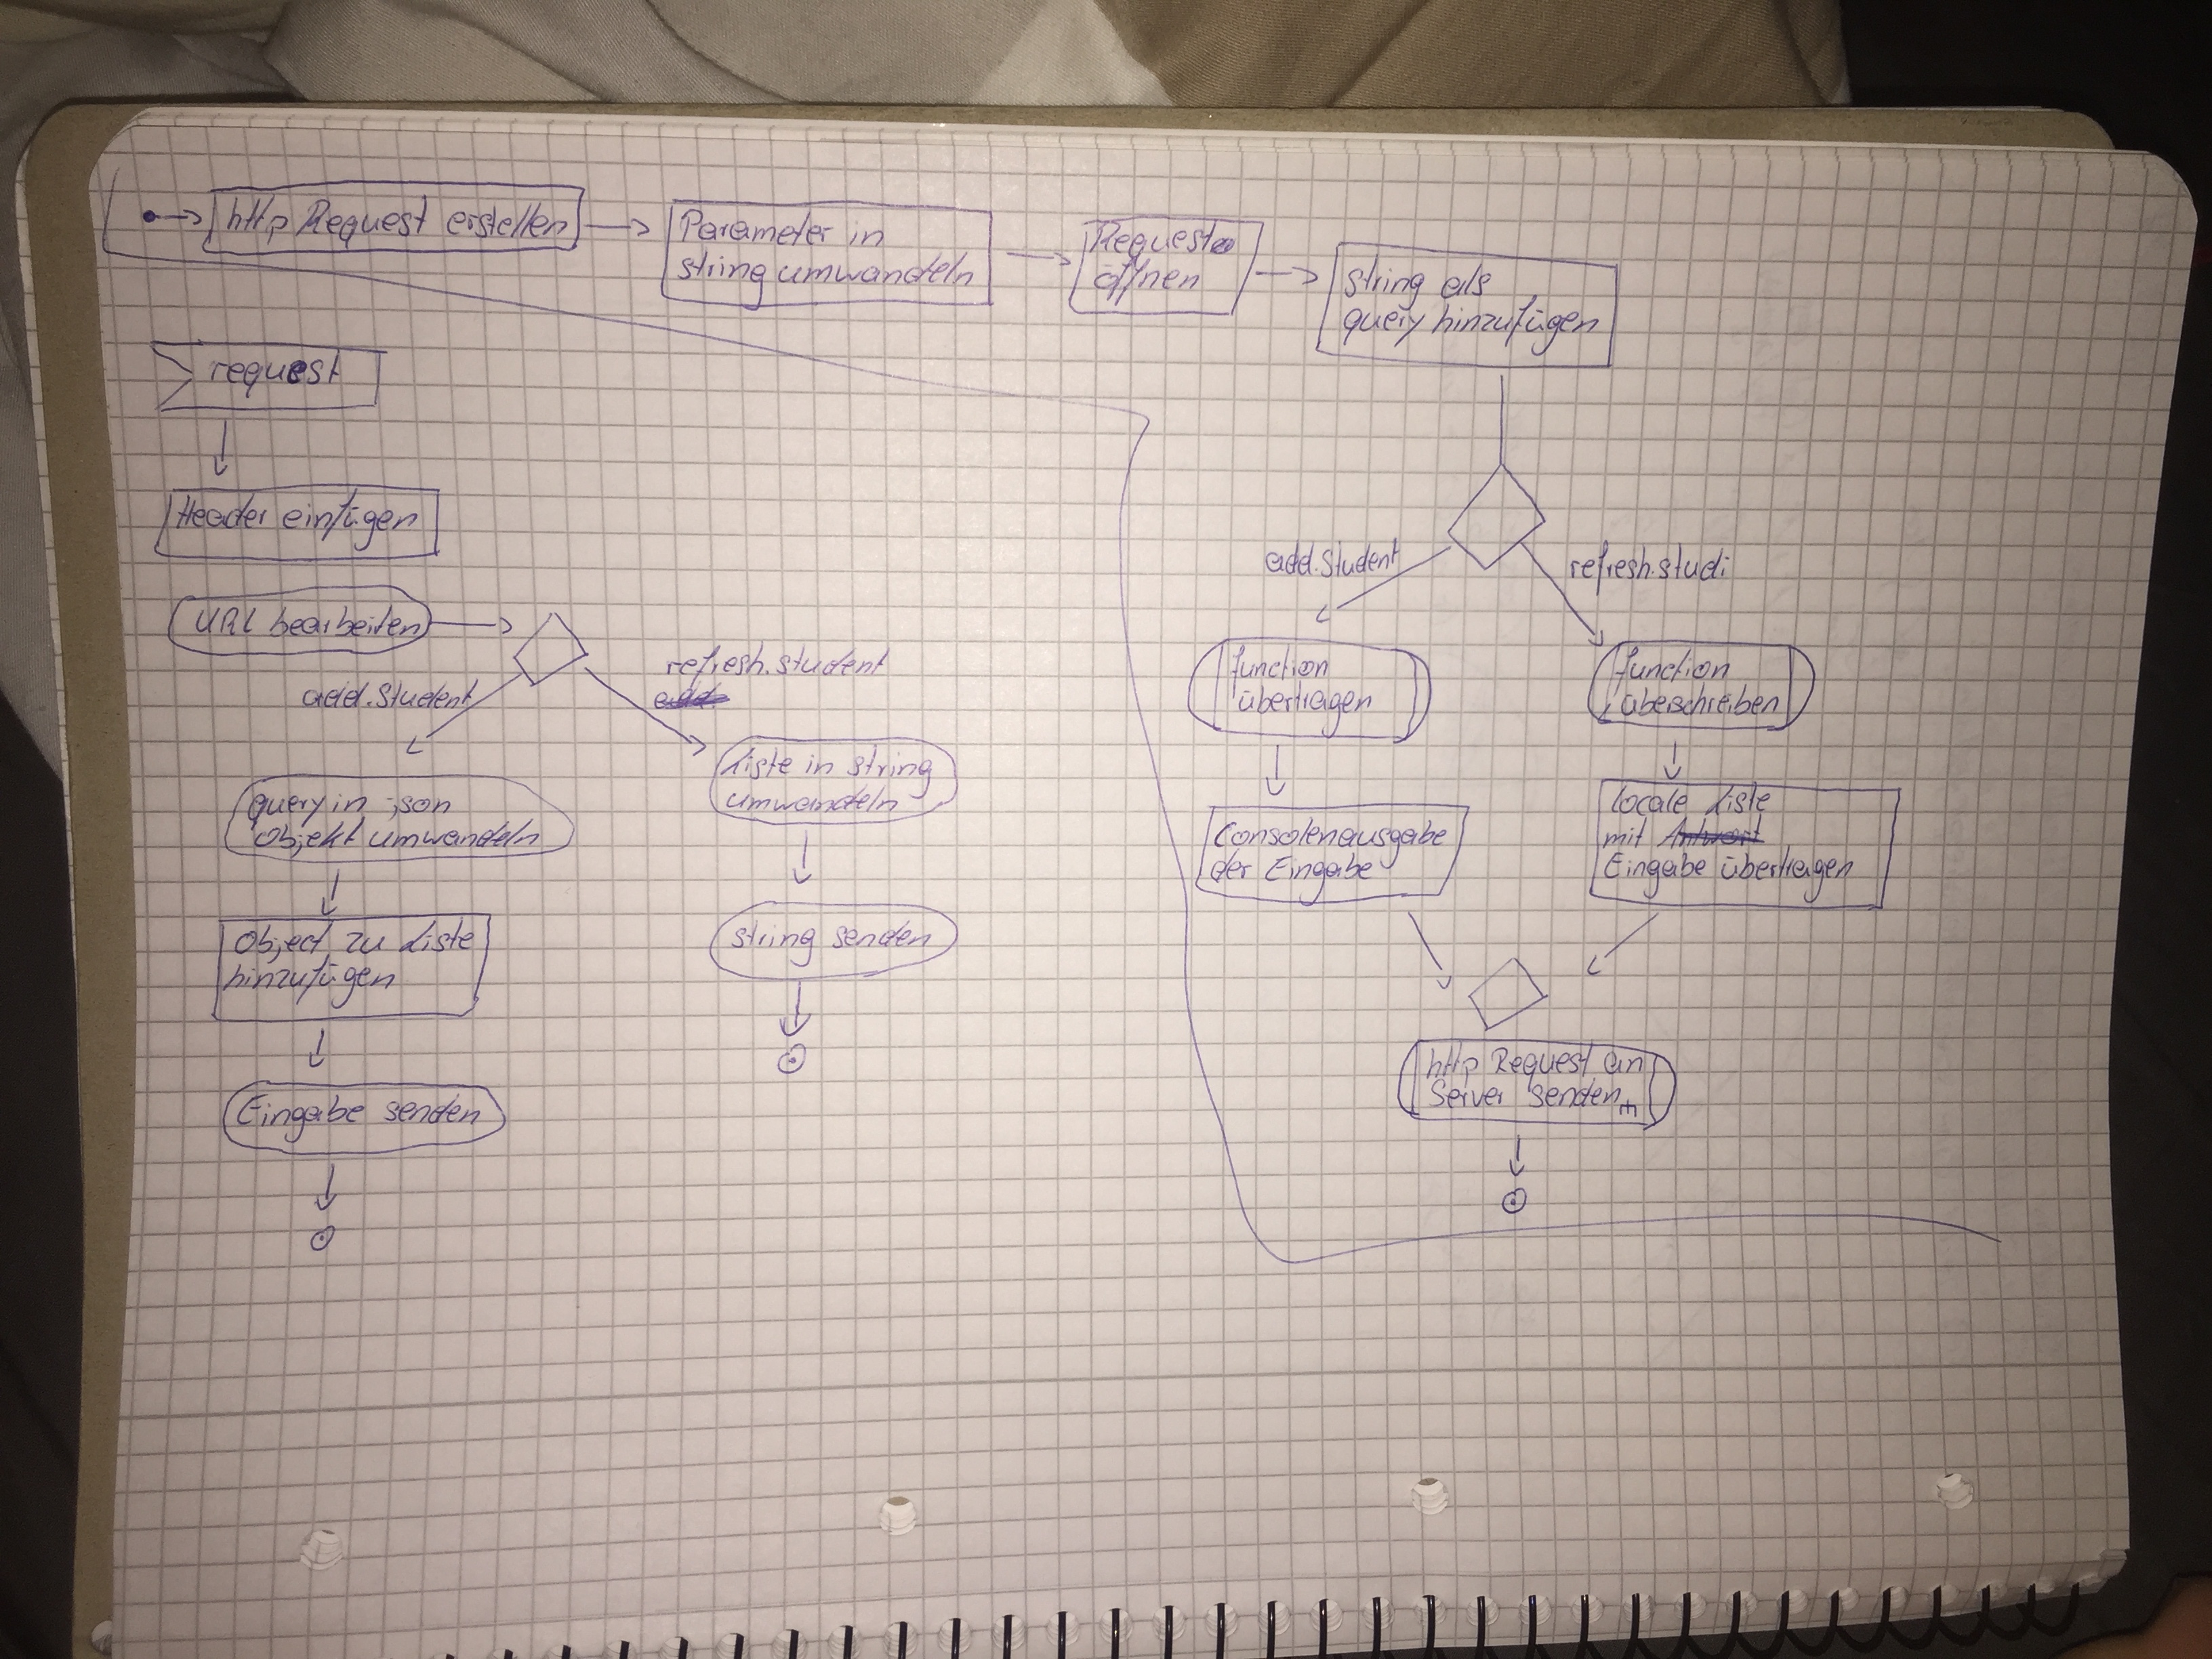 http Request erstellen
Parameter in
string umwandeln
Request
öffnen
string als
query hinzufügen
add.Student
refresh.studi
function
übertragen
function
überschreiben
Consolenausgabe
der Eingabe
locale Liste
mit Antwort
Eingabe übertragen
http Request an
Server senden
request
Header einfügen
URL bearbeiten
add.Student
refresh.student
add.
query in json
Objekt umwandeln
Object zu Liste
hinzufügen
Eingabe senden
Liste in string
umwandeln
string senden